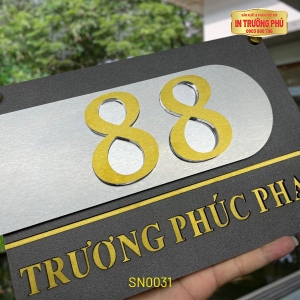 IN TRƯỜNG PHÚ
88
TRƯƠNG PHÚC PHA
SN0031